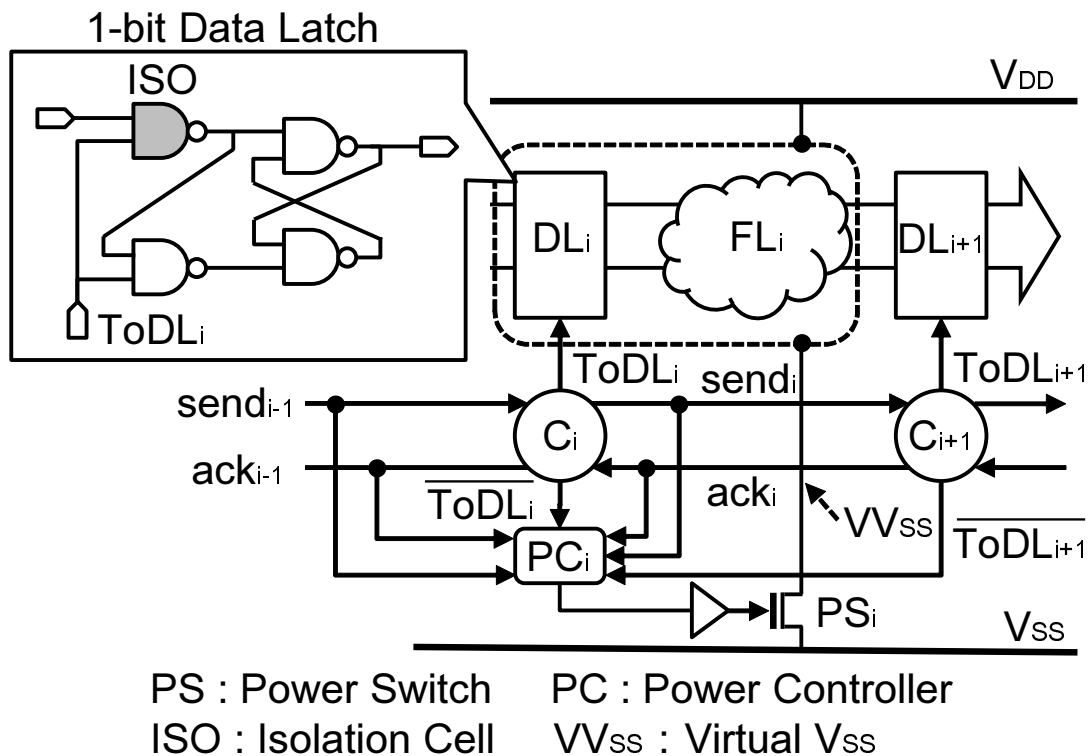 1-bit Data Latch
ISO
ToDLi
VDD
DLi
FLi
DLi+1
ToDLi
sendi
ToDLi+1
sendi-1
Ci
Ci+1
acki-1
ToDLi
acki
VVSS
ToDLi+1
PCi
PSi
VSS
PS : Power Switch PC : Power Controller
ISO : Isolation Cell VVSS : Virtual VSS